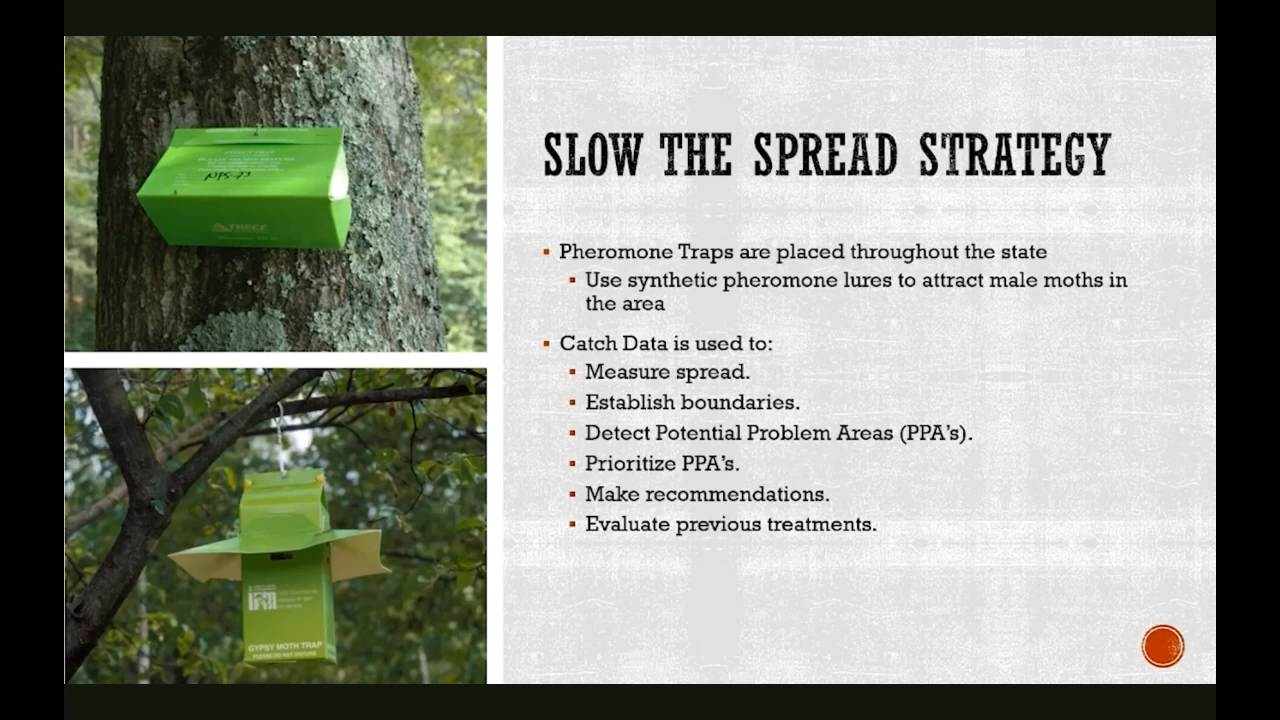 SLOW THE SPREAD STRATEGY
Pheromone Traps are placed throughout the state
Use synthetic pheromone lures to attract male moths in
the area
Catch Data is used to:
Measure spread.
Establish boundaries.
Detect Potential Problem Areas (PPA's).
Prioritize PPA's.
Make recommendations.
Evaluate previous treatments.
TRECE
GYPSY MOTH TRAP
PLEASE DO NOT DISTURB